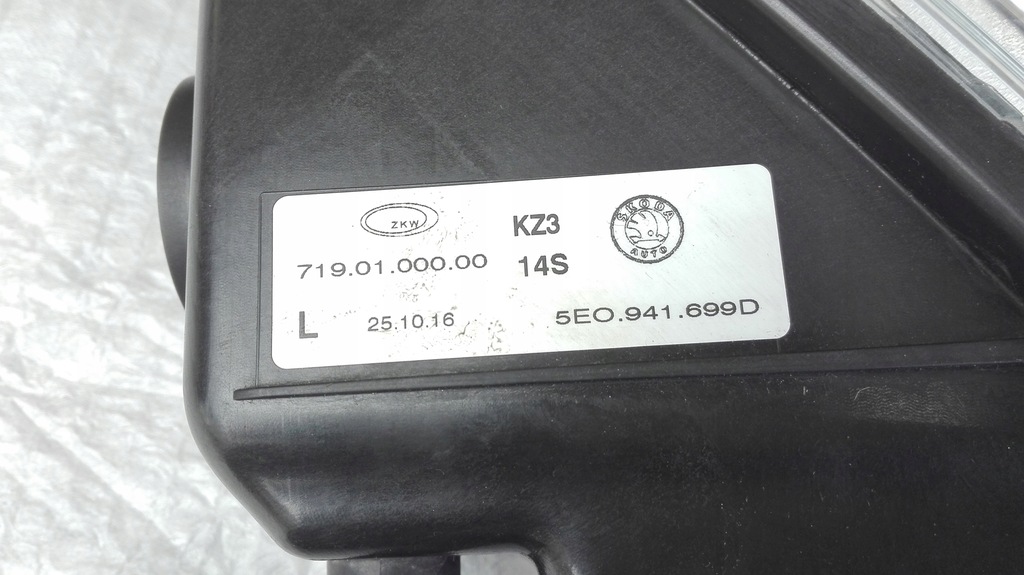 ZKW
KZ3
ŠKODA
AUTO
719.01.000.00
14S
L
25.10.16
5E0.941.699D